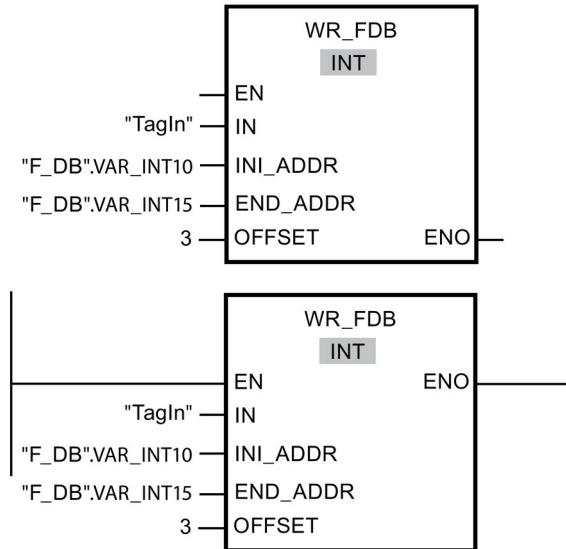 WR_FDB
INT
EN
"TagIn" IN
"F_DB".VAR_INT10 INI_ADDR
"F_DB".VAR_INT15 END_ADDR
3 OFFSET ENO
WR_FDB
INT
EN ENO
"TagIn" IN
"F_DB".VAR_INT10 INI_ADDR
"F_DB".VAR_INT15 END_ADDR
3 OFFSET